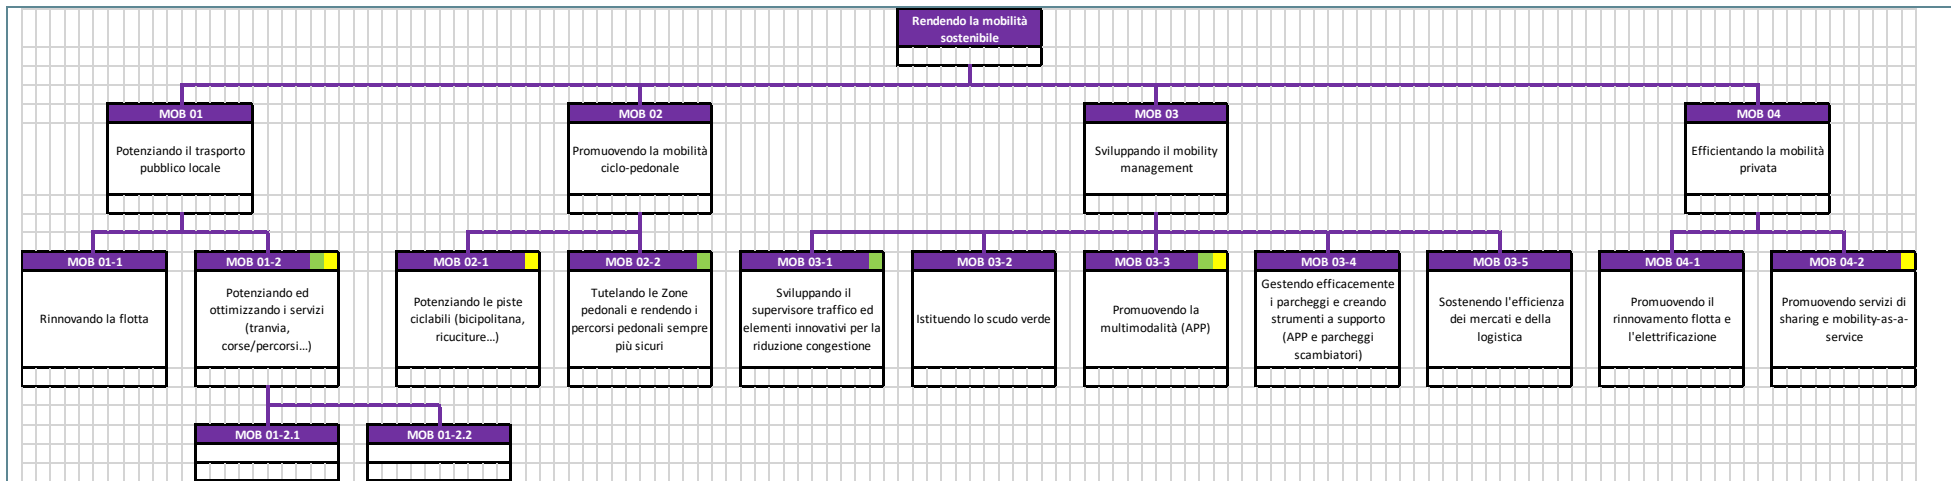 Rendendo la mobilità
sostenibile
MOB 01
Potenziando il trasporto
pubblico locale
MOB 02
Promuovendo la mobilità
ciclo-pedonale
MOB 03
Sviluppando il mobility
management
MOB 04
Efficientando la mobilità
privata
MOB 01-1
Rinnovando la flotta
MOB 01-2
Potenziando ed
ottimizzando i servizi
(tranvia,
corse/percorsi...)
MOB 02-1
Potenziando le piste
ciclabili (bicipolitana,
ricuciture...)
MOB 02-2
Tutelando le Zone
pedonali e rendendo i
percorsi pedonali sempre
più sicuri
MOB 03-1
Sviluppando il
supervisore traffico ed
elementi innovativi per la
riduzione congestione
MOB 03-2
Istituendo lo scudo verde
MOB 03-3
Promuovendo la
multimodalità (APP)
MOB 03-4
Gestendo efficacemente
i parcheggi e creando
strumenti a supporto
(APP e parcheggi
scambiatori)
MOB 03-5
Sostenendo l'efficienza
dei mercati e della
logistica
MOB 04-1
Promuovendo il
rinnovamento flotta e
l'elettrificazione
MOB 04-2
Promuovendo servizi di
sharing e mobility-as-a-
service
MOB 01-2.1
MOB 01-2.2